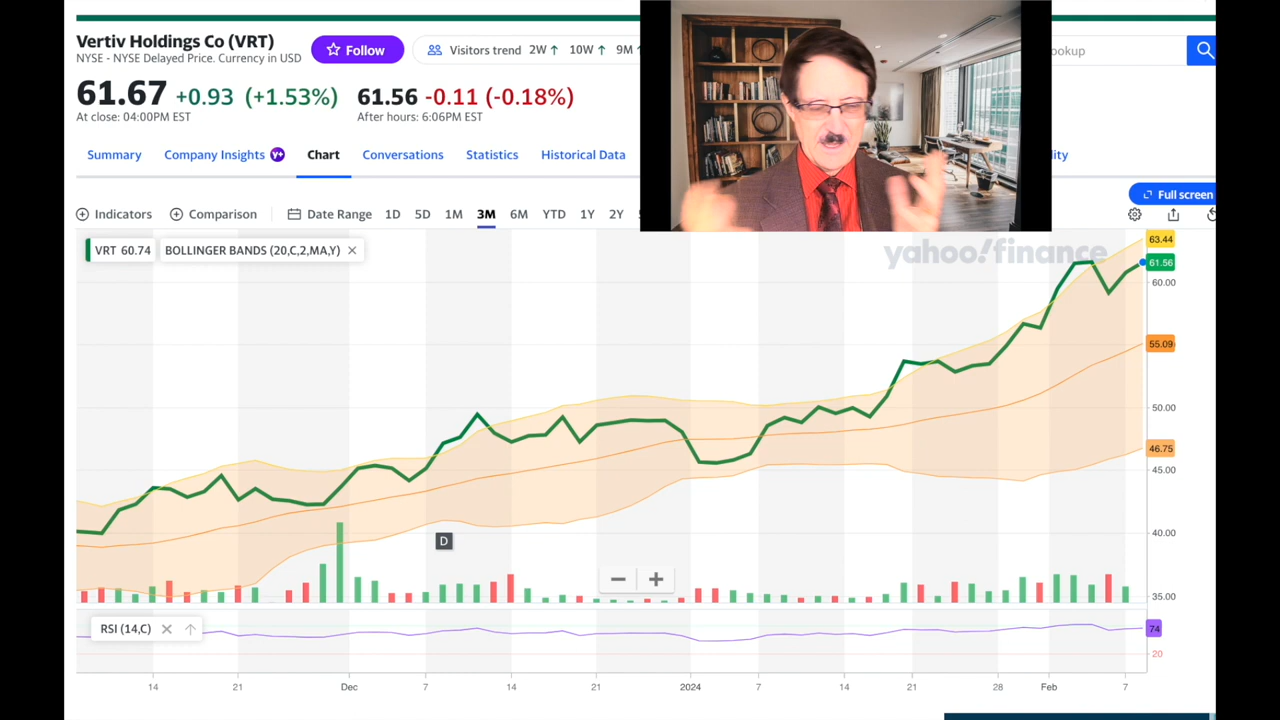 Vertiv Holdings Co (VRT)
NYSE - NYSE Delayed Price. Currency in USD
Follow
Visitors trend 2W ↑ 10W ↑ 9M
61.67 +0.93 (+1.53%)
At close: 04:00PM EST
61.56 -0.11 (-0.18%)
After hours: 6:06PM EST
Summary Company Insights Y+ Chart Conversations Statistics Historical Data
Full screen
Indicators Comparison Date Range 1D 5D 1M 3M 6M YTD 1Y 2Y
VRT 60.74 BOLLINGER BANDS (20,C,2,MA,Y)
yahoo!finance
63.44
61.56
60.00
55.09
50.00
46.75
45.00
40.00
D
35.00
RSI (14,C)
74
20
14 21 Dec 7 14 21 2024 7 14 21 28 Feb 7